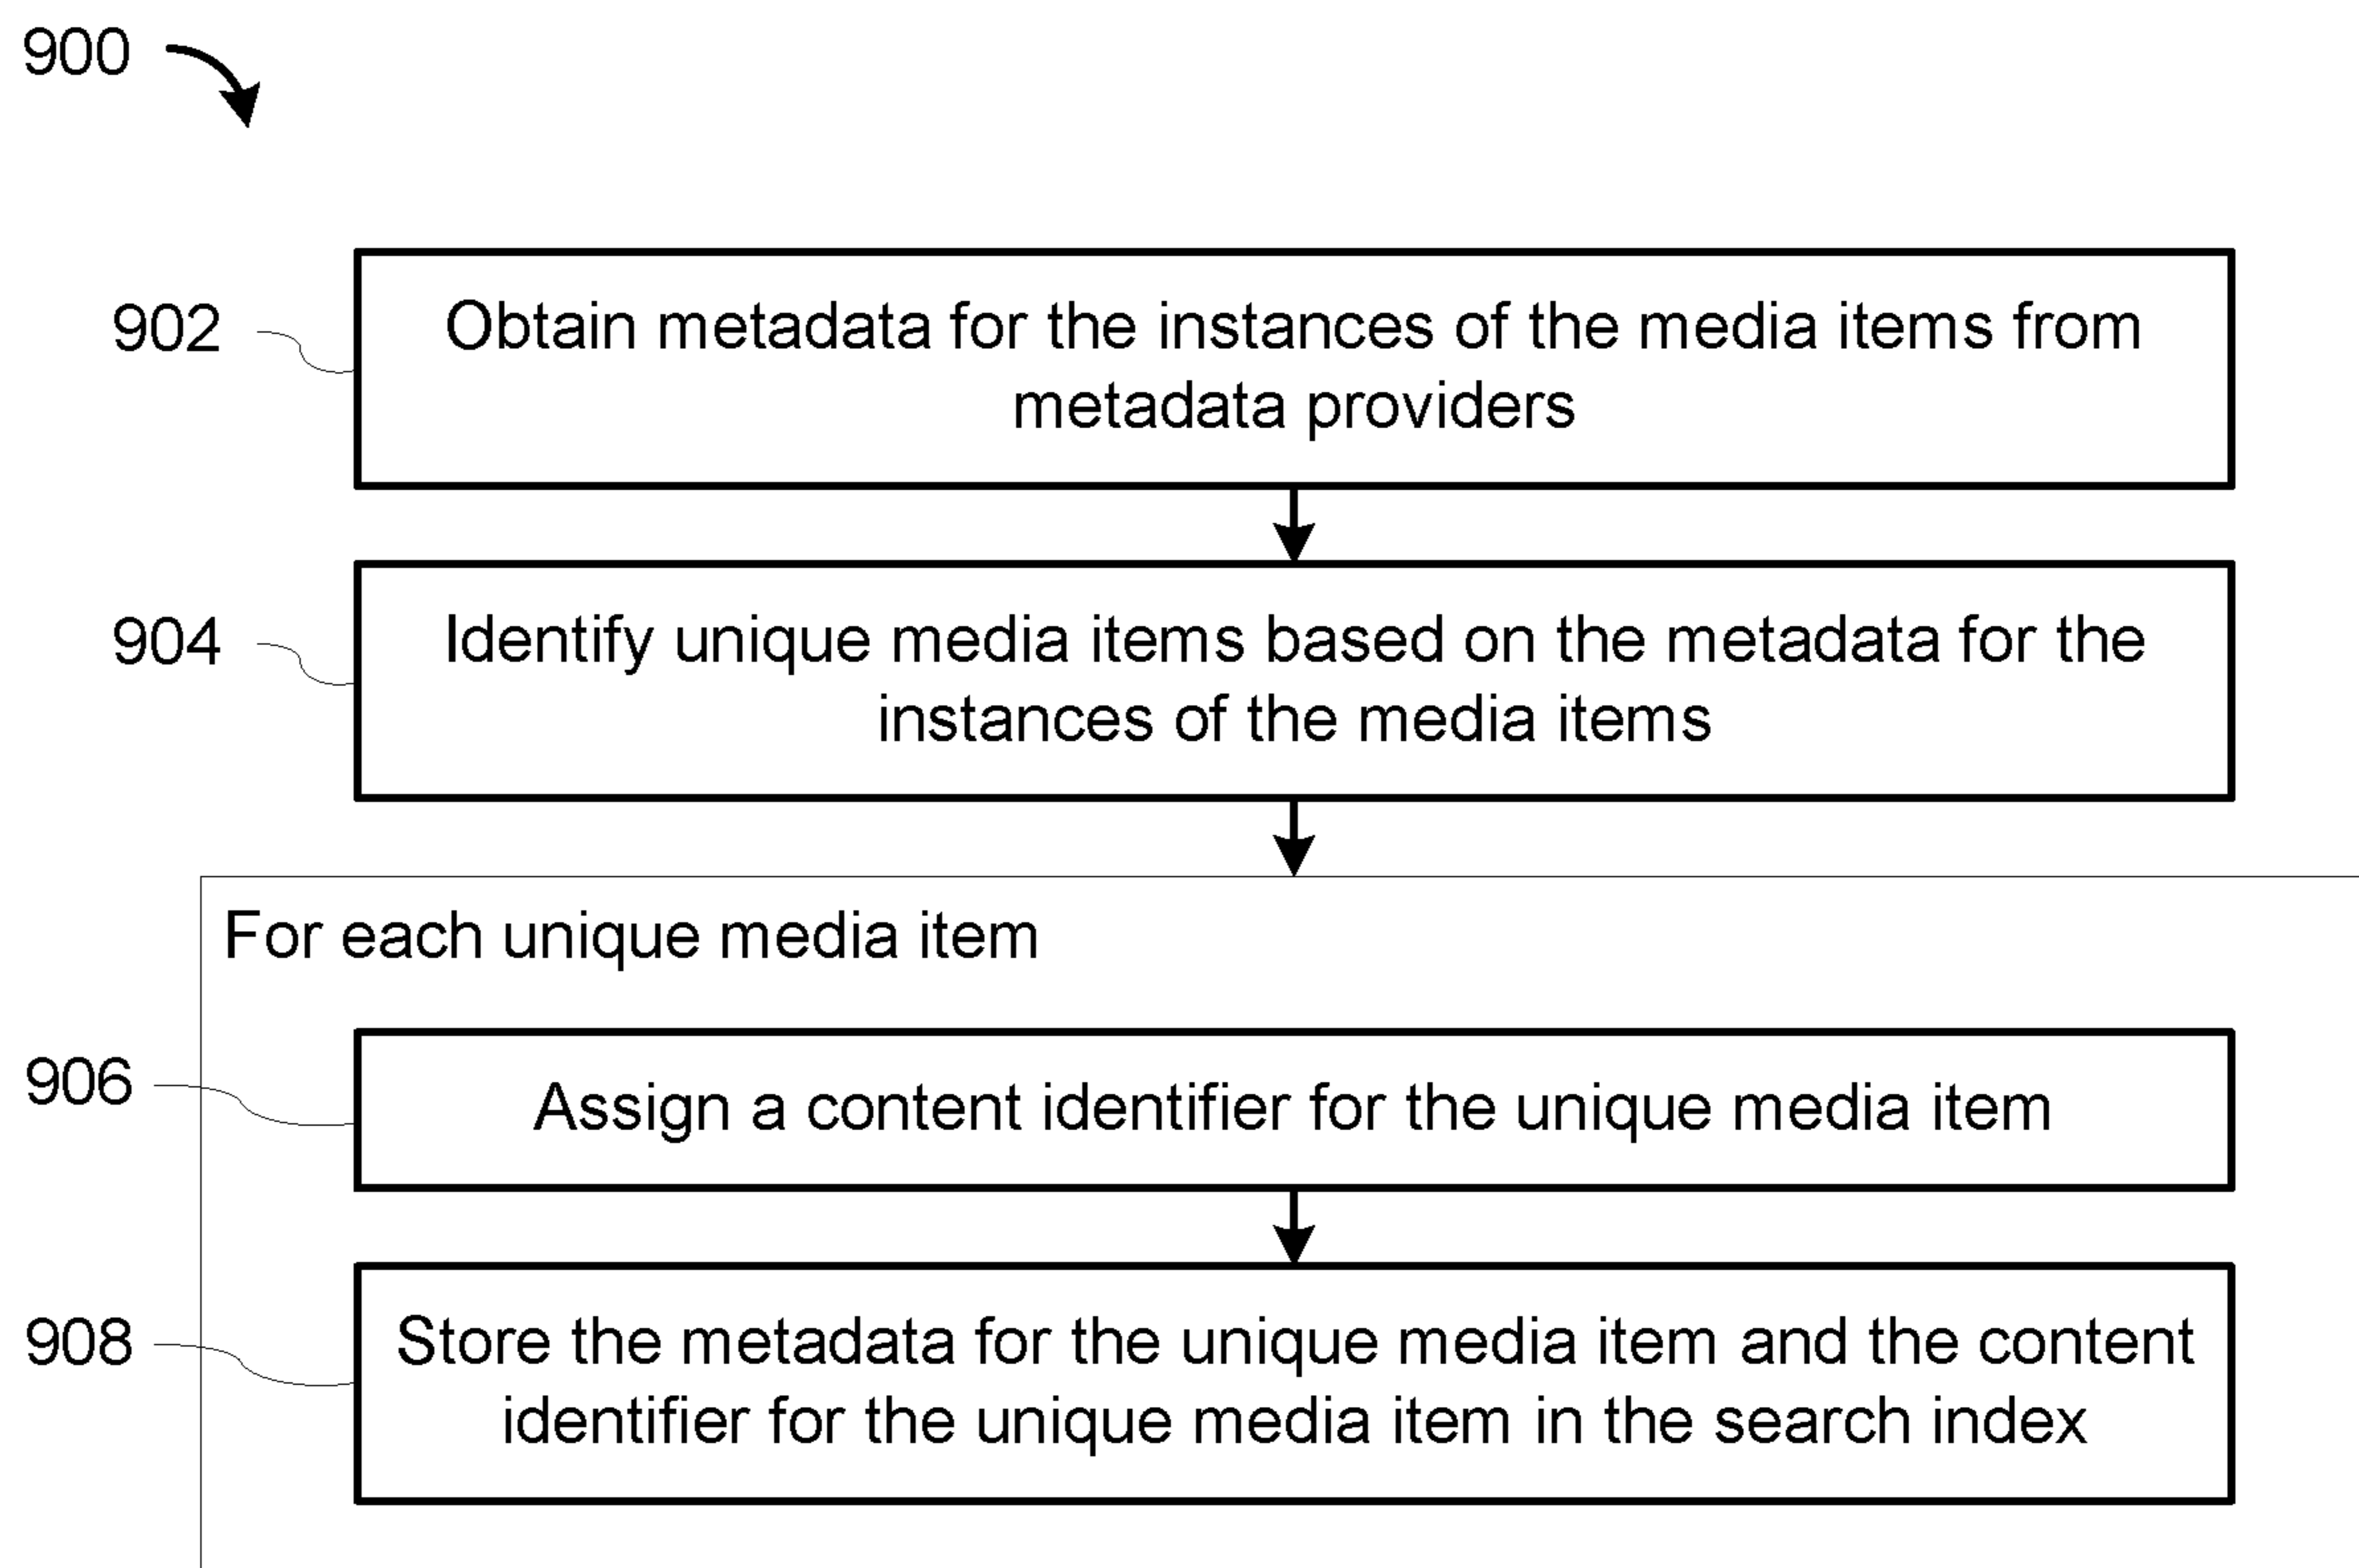 900
902
Obtain metadata for the instances of the media items from
metadata providers
904
Identify unique media items based on the metadata for the
instances of the media items
For each unique media item
906
Assign a content identifier for the unique media item
908
Store the metadata for the unique media item and the content
identifier for the unique media item in the search index